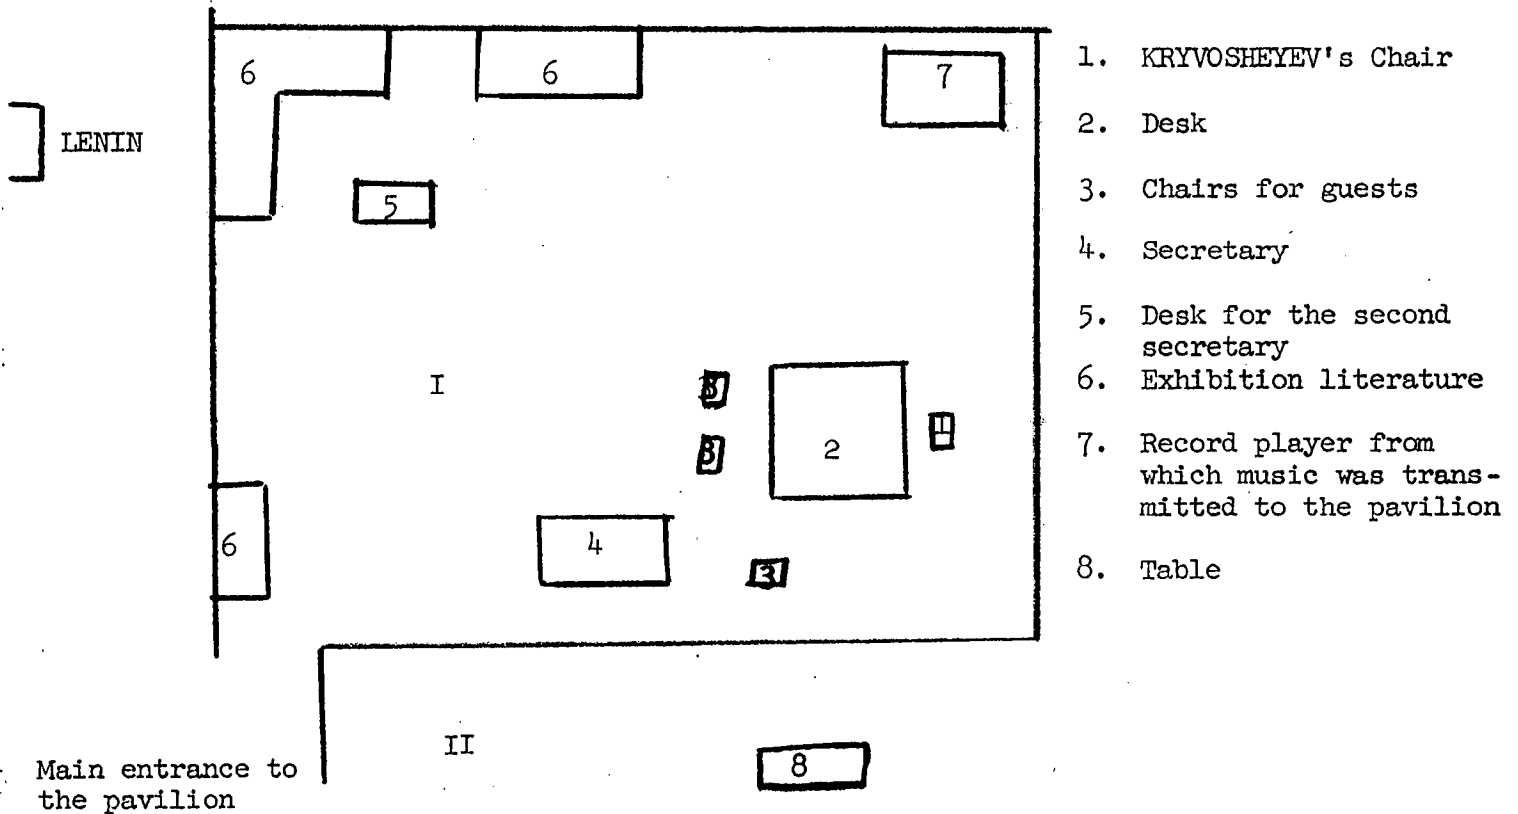 6
6
7
LENIN
5
I
3
3
2
1
6
4
3
II
8
Main entrance to
the pavilion
1. KRYVOSHEYEV's Chair
2. Desk
3. Chairs for guests
4. Secretary
5. Desk for the second
secretary
6. Exhibition literature
7. Record player from
which music was trans-
mitted to the pavilion
8. Table